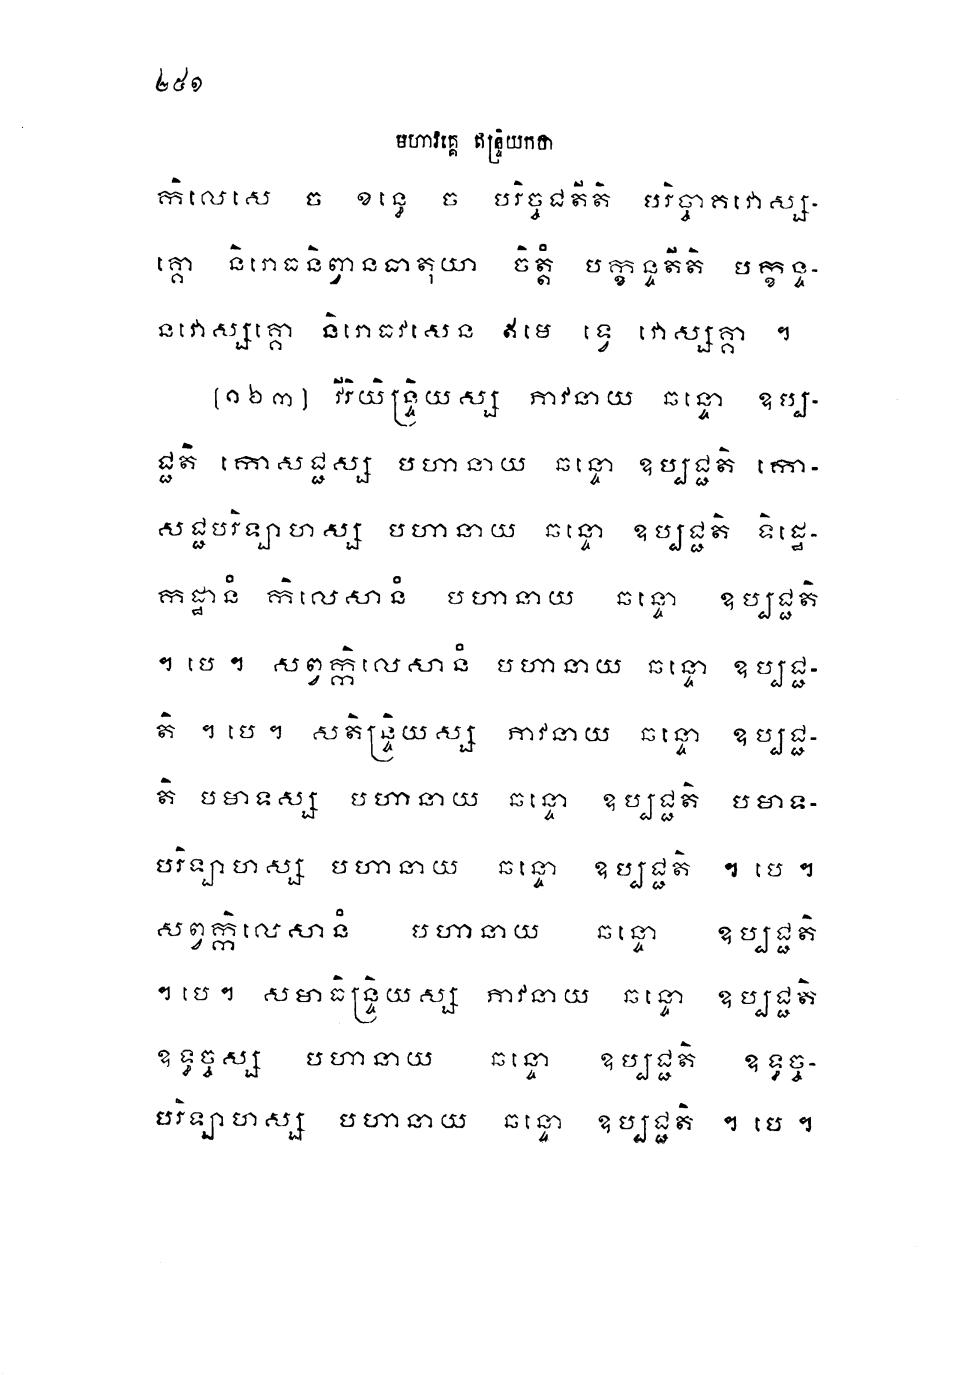 ២៥១
មហាវគ្គេ ឥន្ទ្រិយកថា
កិលេសេ ច ខន្ធេ ច បរិច្ចជតីតិ បរិច្ចាគវោស្ស-
គ្គោ និរោធនិព្វានធាតុយា ចិត្តំ បក្ខន្ទតីតិ បក្ខន្ទ-
នវោស្សគ្គោ និរោធវសេន ឥមេ ទ្វេ វោស្សគ្គា ។
(១៦៣) វីរិយិន្ទ្រិយស្ស ភាវនាយ ឆន្ទោ ឧប្ប-
ជ្ជតិ កោសជ្ជស្ស បហានាយ ឆន្ទោ ឧប្បជ្ជតិ កោ-
សជ្ជបរិឡាហស្ស បហានាយ ឆន្ទោ ឧប្បជ្ជតិ ទិដ្ឋេ-
កដ្ឋានំ កិលេសានំ បហានាយ ឆន្ទោ ឧប្បជ្ជតិ
។ បេ ។ សព្វក្កិលេសានំ បហានាយ ឆន្ទោ ឧប្បជ្ជ-
តិ ។ បេ ។ សតិន្ទ្រិយស្ស ភាវនាយ ឆន្ទោ ឧប្បជ្ជ-
តិ បមាទស្ស បហានាយ ឆន្ទោ ឧប្បជ្ជតិ បមាទ-
បរិឡាហស្ស បហានាយ ឆន្ទោ ឧប្បជ្ជតិ ។ បេ ។
សព្វក្កិលេសានំ បហានាយ ឆន្ទោ ឧប្បជ្ជតិ
។ បេ ។ សមាធិន្ទ្រិយស្ស ភាវនាយ ឆន្ទោ ឧប្បជ្ជតិ
ឧទ្ធច្ចស្ស បហានាយ ឆន្ទោ ឧប្បជ្ជតិ ឧទ្ធច្ច-
បរិឡាហស្ស បហានាយ ឆន្ទោ ឧប្បជ្ជតិ ។ បេ ។